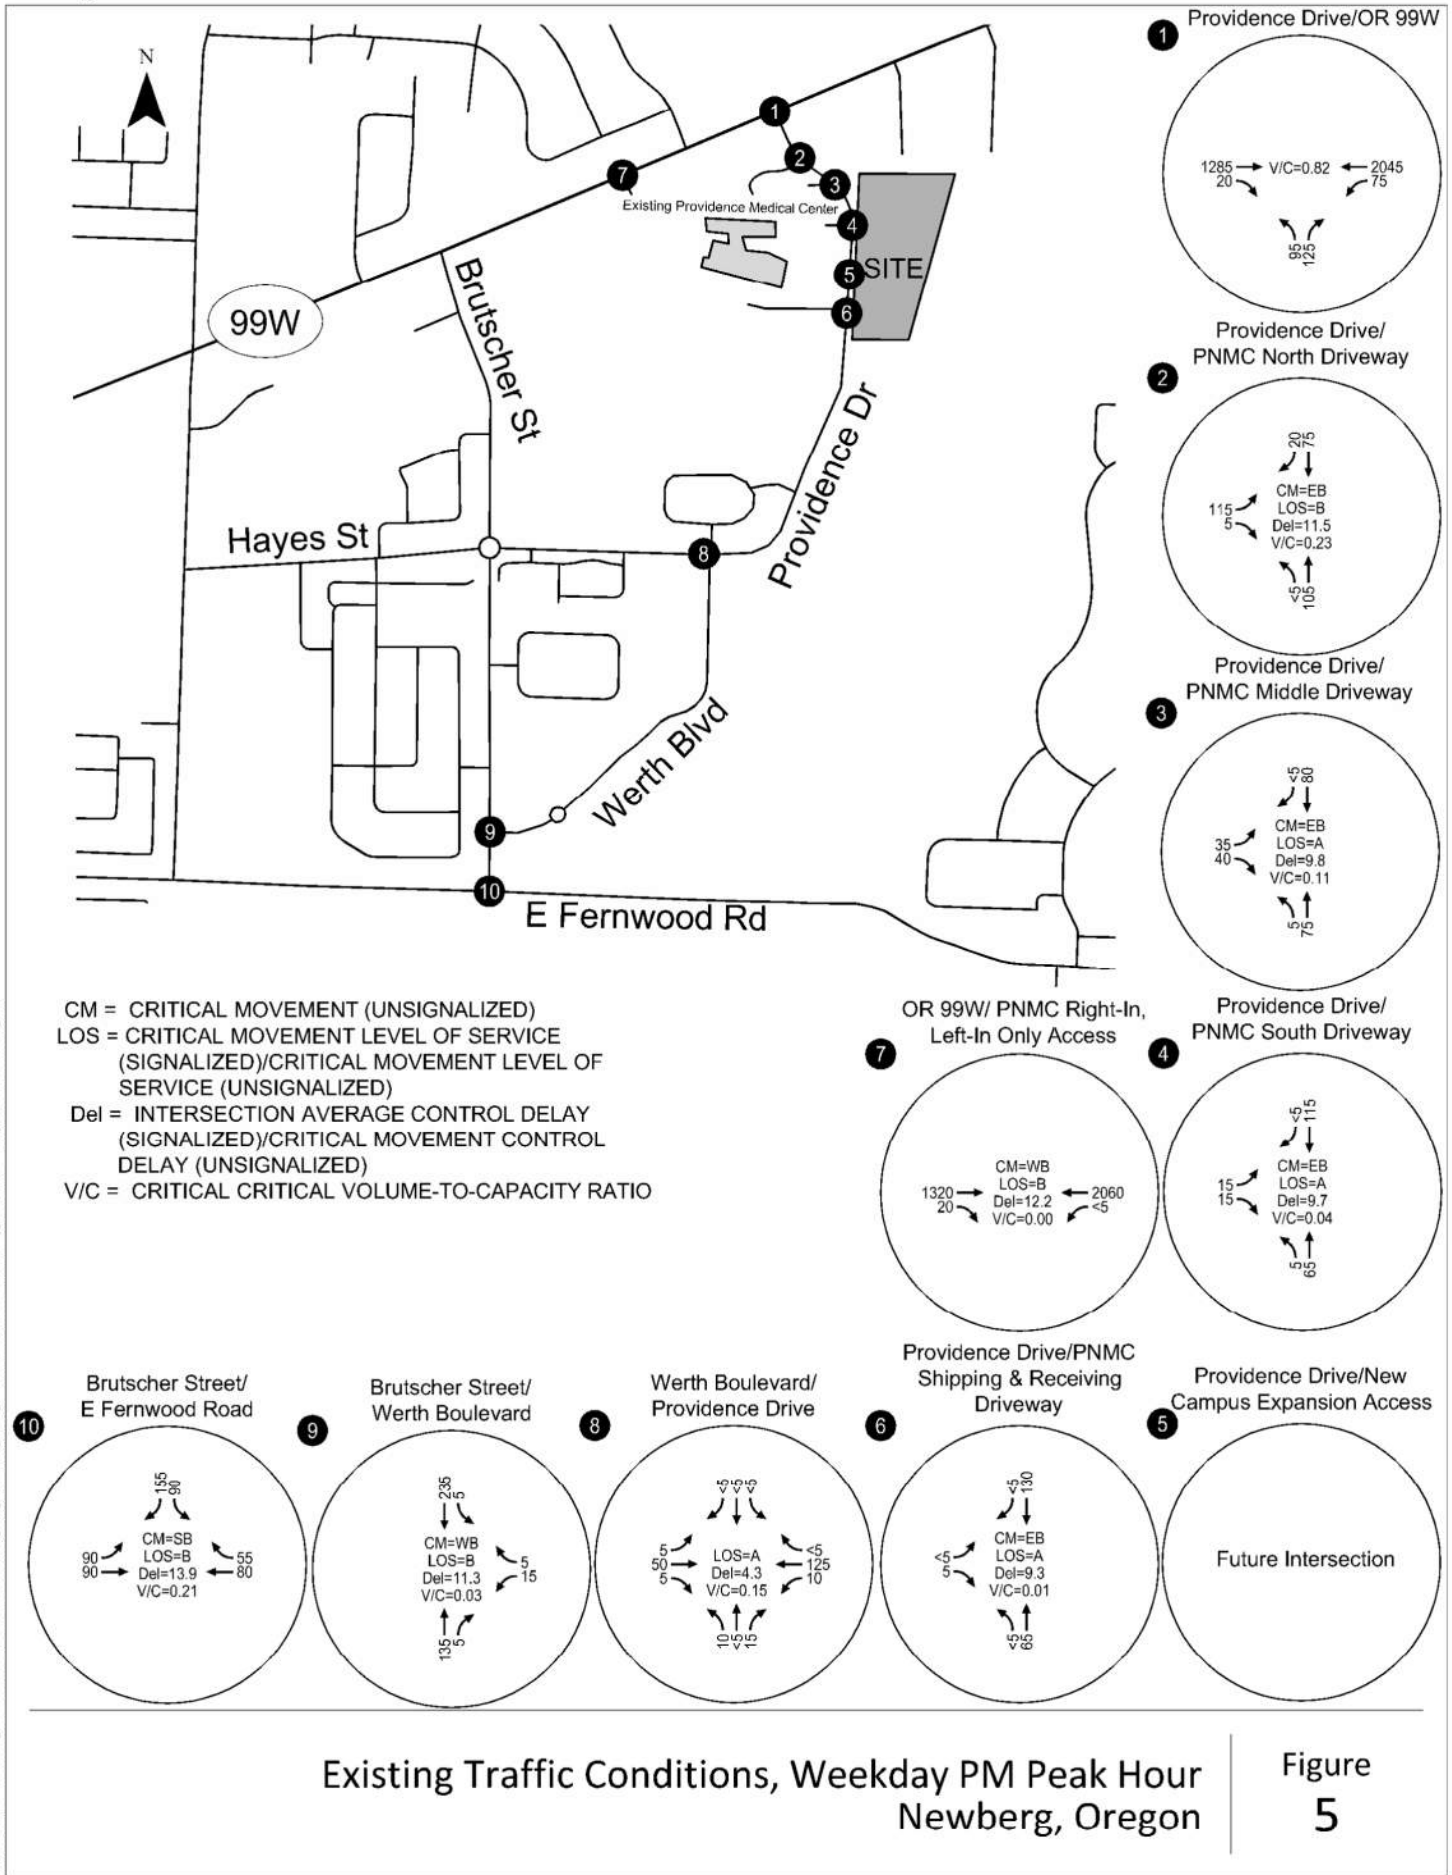 1
Providence Drive/OR 99W
1285
20
V/C=0.82
2045
75
95
125
N
1
2
3
4
5
6
7
8
9
10
Existing Providence Medical Center
SITE
99W
Brutscher St
Hayes St
Providence Dr
Werth Blvd
E Fernwood Rd
Providence Drive/
PNMC North Driveway
2
20
75
115
5
CM=EB
LOS=B
Del=11.5
V/C=0.23
<5
105
Providence Drive/
PNMC Middle Driveway
3
<5
80
35
40
CM=EB
LOS=A
Del=9.8
V/C=0.11
5
75
CM = CRITICAL MOVEMENT (UNSIGNALIZED)
LOS = CRITICAL MOVEMENT LEVEL OF SERVICE
(SIGNALIZED)/CRITICAL MOVEMENT LEVEL OF
SERVICE (UNSIGNALIZED)
Del = INTERSECTION AVERAGE CONTROL DELAY
(SIGNALIZED)/CRITICAL MOVEMENT CONTROL
DELAY (UNSIGNALIZED)
V/C = CRITICAL CRITICAL VOLUME-TO-CAPACITY RATIO
OR 99W/ PNMC Right-In,
Left-In Only Access
7
1320
20
CM=WB
LOS=B
Del=12.2
V/C=0.00
2060
<5
Providence Drive/
PNMC South Driveway
4
<5
115
15
15
CM=EB
LOS=A
Del=9.7
V/C=0.04
5
65
Brutscher Street/
E Fernwood Road
10
155
90
90
90
CM=SB
LOS=B
Del=13.9
V/C=0.21
55
80
Brutscher Street/
Werth Boulevard
9
235
5
CM=WB
LOS=B
Del=11.3
V/C=0.03
5
15
135
5
Werth Boulevard/
Providence Drive
8
<5
<5
<5
5
50
5
LOS=A
Del=4.3
V/C=0.15
<5
125
10
10
<5
15
Providence Drive/PNMC
Shipping & Receiving
Driveway
6
<5
130
<5
5
CM=EB
LOS=A
Del=9.3
V/C=0.01
<5
65
Providence Drive/New
Campus Expansion Access
5
Future Intersection
Existing Traffic Conditions, Weekday PM Peak Hour
Newberg, Oregon
Figure
5